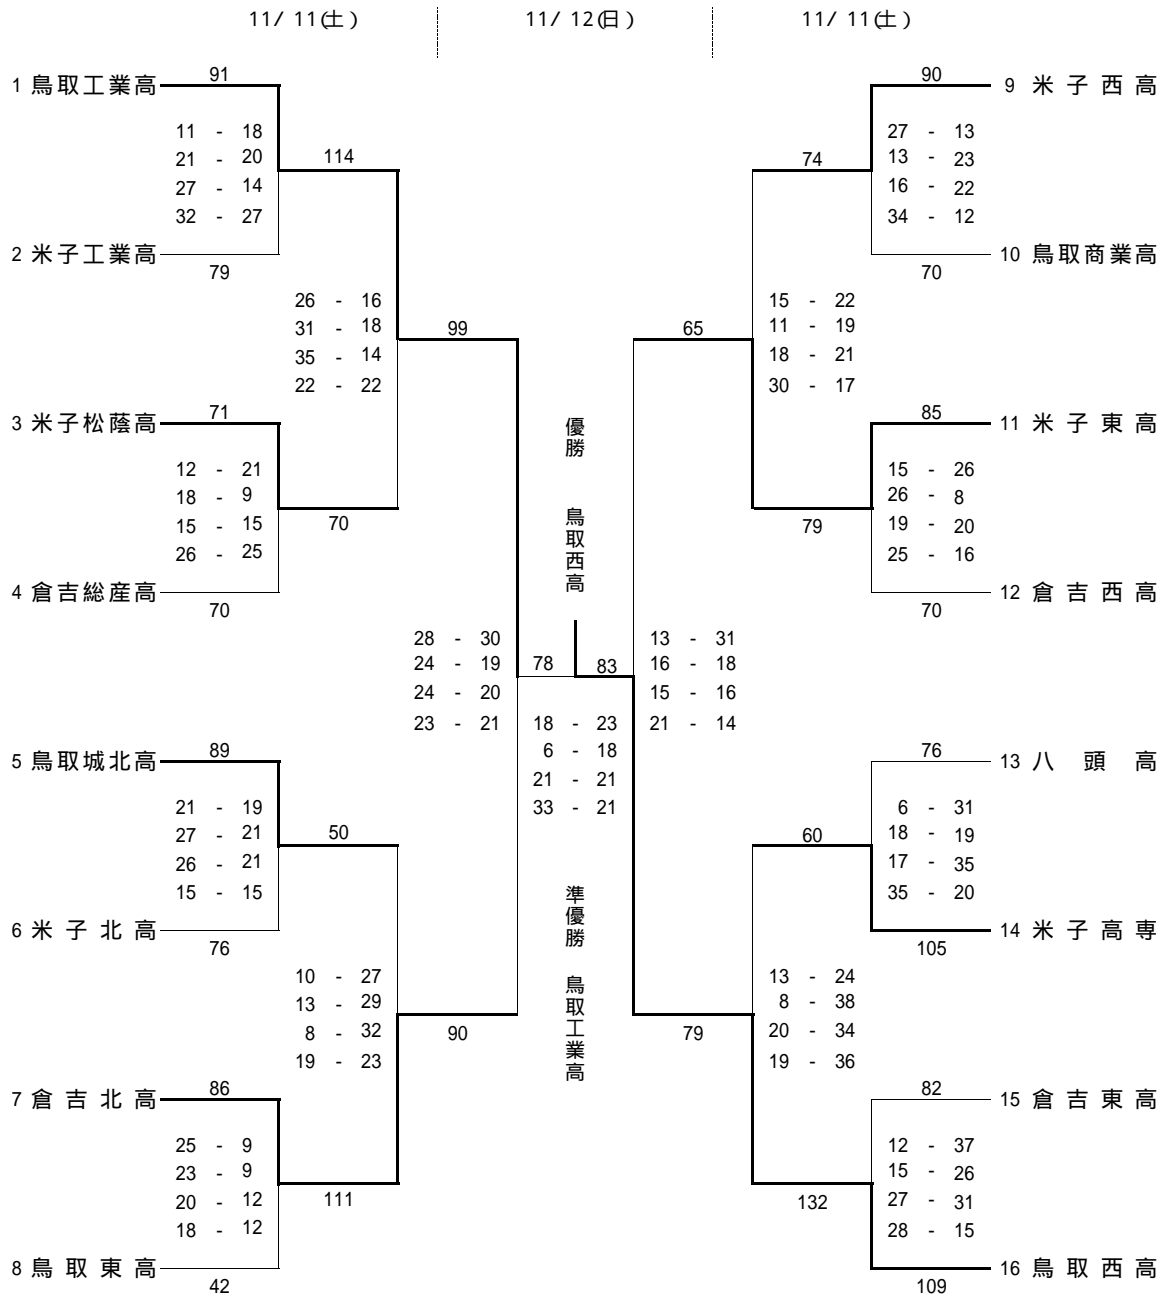 11/ 11(土) 11/ 12(日) 11/ 11(土)
91 90
1 鳥取工業高 9 米子西高
11 - 18 27 - 13
21 - 20 114 74 13 - 23
27 - 14 16 - 22
32 - 27 34 - 12
2 米子工業高 10 鳥取商業高
79 70
26 - 16 15 - 22
31 - 18 99 65 11 - 19
35 - 14 18 - 21
22 - 22 30 - 17
71 85
3 米子松蔭高 11 米子東高
優勝 鳥取西高
12 - 21 15 - 26
18 - 9 26 - 8
15 - 15 70 79 19 - 20
26 - 25 25 - 16
4 倉吉総産高 12 倉吉西高
70 70
28 - 30 13 - 31
24 - 19 78 83 16 - 18
24 - 20 15 - 16
23 - 21 18 - 23 21 - 14
6 - 18
21 - 21
33 - 21
89 76
5 鳥取城北高 13 八頭高
21 - 19 6 - 31
27 - 21 50 60 18 - 19
26 - 21 17 - 35
15 - 15 35 - 20
6 米子北高 14 米子高専
76 105
準優勝 鳥取工業高
10 - 27 13 - 24
13 - 29 8 - 38
8 - 32 90 79 20 - 34
19 - 23 19 - 36
86 82
7 倉吉北高 15 倉吉東高
25 - 9 12 - 37
23 - 9 15 - 26
20 - 12 111 132 27 - 31
18 - 12 28 - 15
8 鳥取東高 16 鳥取西高
42 109